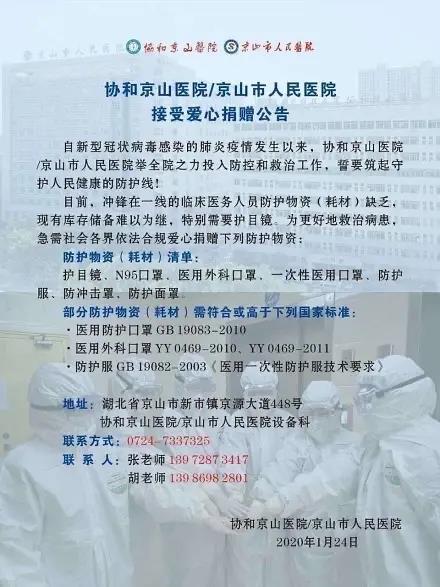 京山市人民医院
协和京山醫院 京山市人民醫院
协和京山医院/京山市人民医院
接受爱心捐赠公告
自新型冠状病毒感染的肺炎疫情发生以来，协和京山医院
/京山市人民医院举全院之力投入防控和救治工作，誓要筑起守
护人民健康的防护线！
目前，冲锋在一线的临床医务人员防护物资（耗材）缺乏，
现有库存储备难以为继，特别需要护目镜。为更好地救治病患，
急需社会各界依法合规爱心捐赠下列防护物资：
防护物资（耗材）清单：
护目镜、N95口罩、医用外科口罩、一次性医用口罩、防护
服、防冲击罩、防护面罩。
部分防护物资（耗材）需符合或高于下列国家标准：
·医用防护口罩 GB 19083-2010
·医用外科口罩 YY 0469-2010、YY 0469-2011
·防护服 GB 19082-2003《医用一次性防护服技术要求》
地址：湖北省京山市新市镇京源大道448号
协和京山医院/京山市人民医院设备科
联系方式：0724-7337325
联 系 人：张老师 139 7287 3417
胡老师 139 8698 2801
协和京山医院/京山市人民医院
2020年1月24日